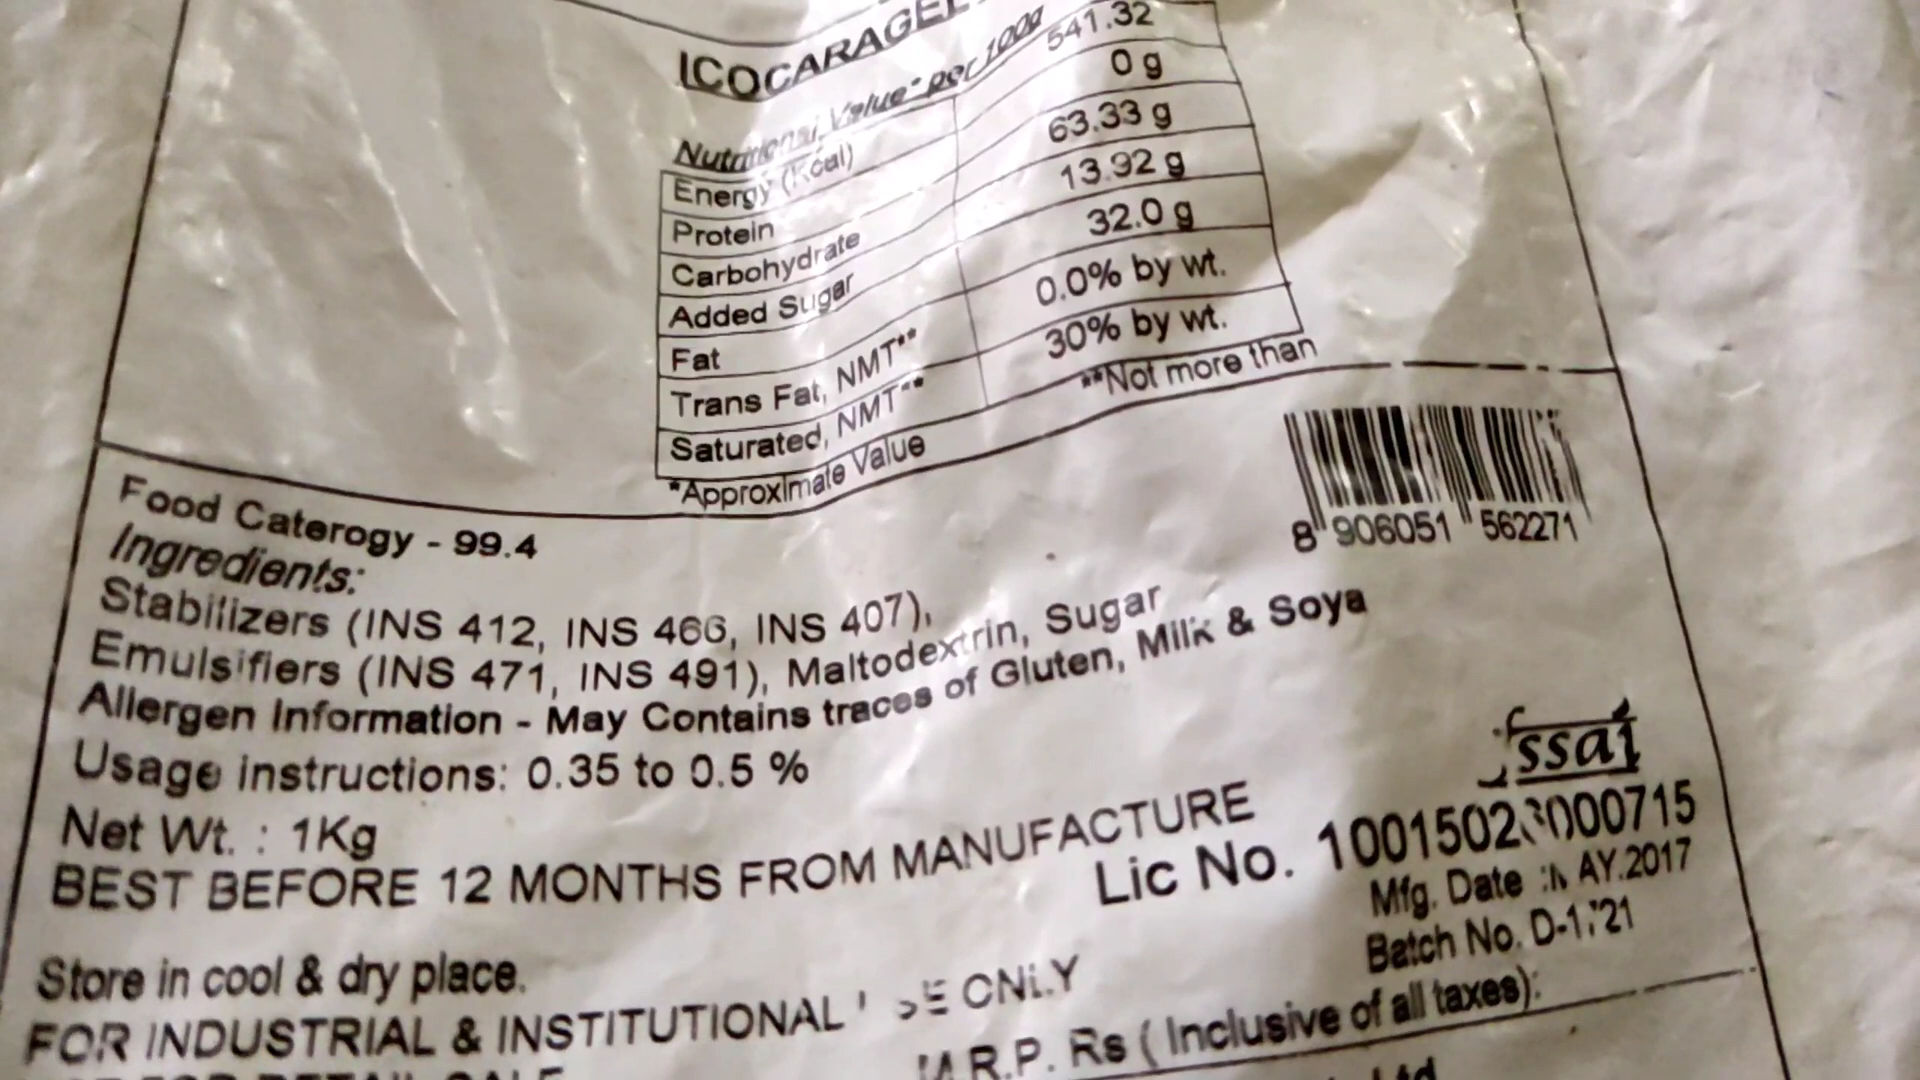 Nutritional Value* per 100g
Energy (Kcal) 541.32
Protein 0 g
Carbohydrate 63.33 g
Added Sugar 13.92 g
Fat 32.0 g
Trans Fat, NMT** 0.0% by wt.
Saturated, NMT** 30% by wt.
*Approximate Value **Not more than
8 906051 562271
Food Caterogy - 99.4
Ingredients:
Stabilizers (INS 412, INS 466, INS 407),
Emulsifiers (INS 471, INS 491), Maltodextrin, Sugar
Allergen Information - May Contains traces of Gluten, Milk & Soya
Usage instructions: 0.35 to 0.5 %
Net Wt. : 1Kg
BEST BEFORE 12 MONTHS FROM MANUFACTURE
fssai
Lic No.
Mfg. Date : MAY.2017
Batch No.
Store in cool & dry place.
FOR INDUSTRIAL & INSTITUTIONAL USE ONLY
M.R.P. Rs ( Inclusive of all taxes):
Ltd